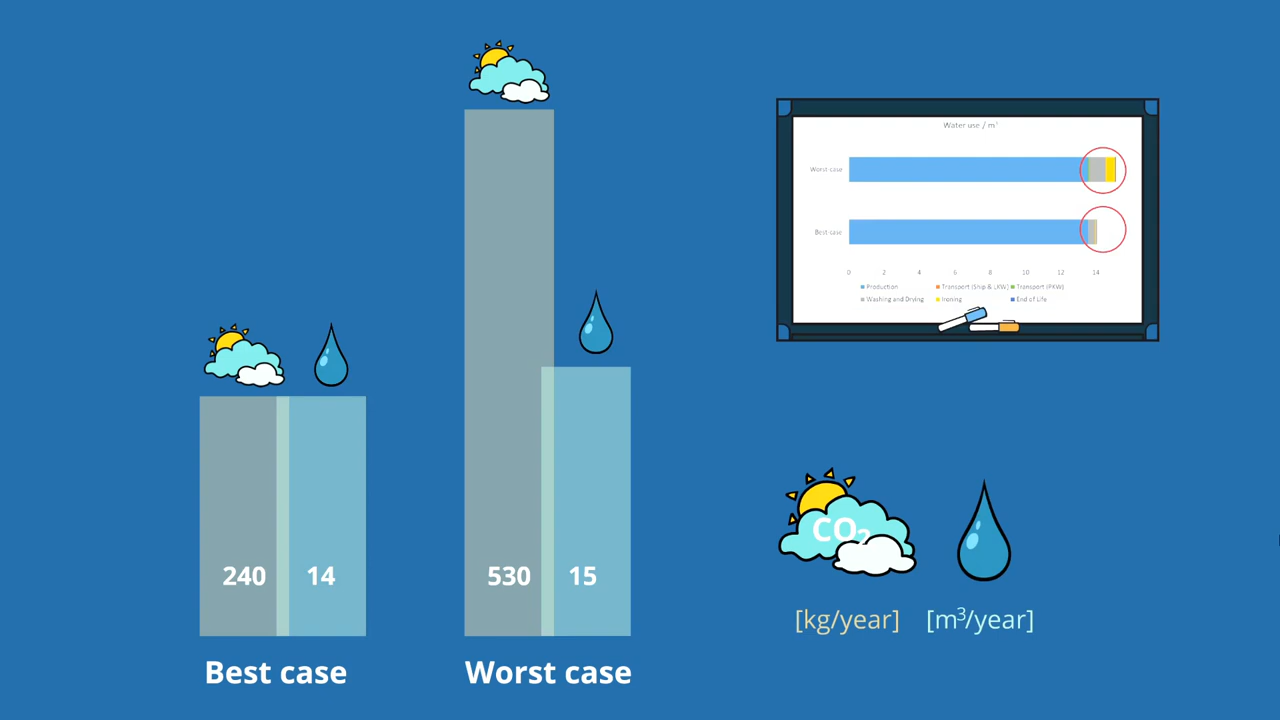 Water use / m³
Worst case
Best case
0 2 4 6 8 10 12 14
Production Transport (Ship & LKW) Transport (PKW)
Washing and Drying Ironing End of Life
240 14
530 15
Best case
Worst case
CO₂
[kg/year] [m³/year]